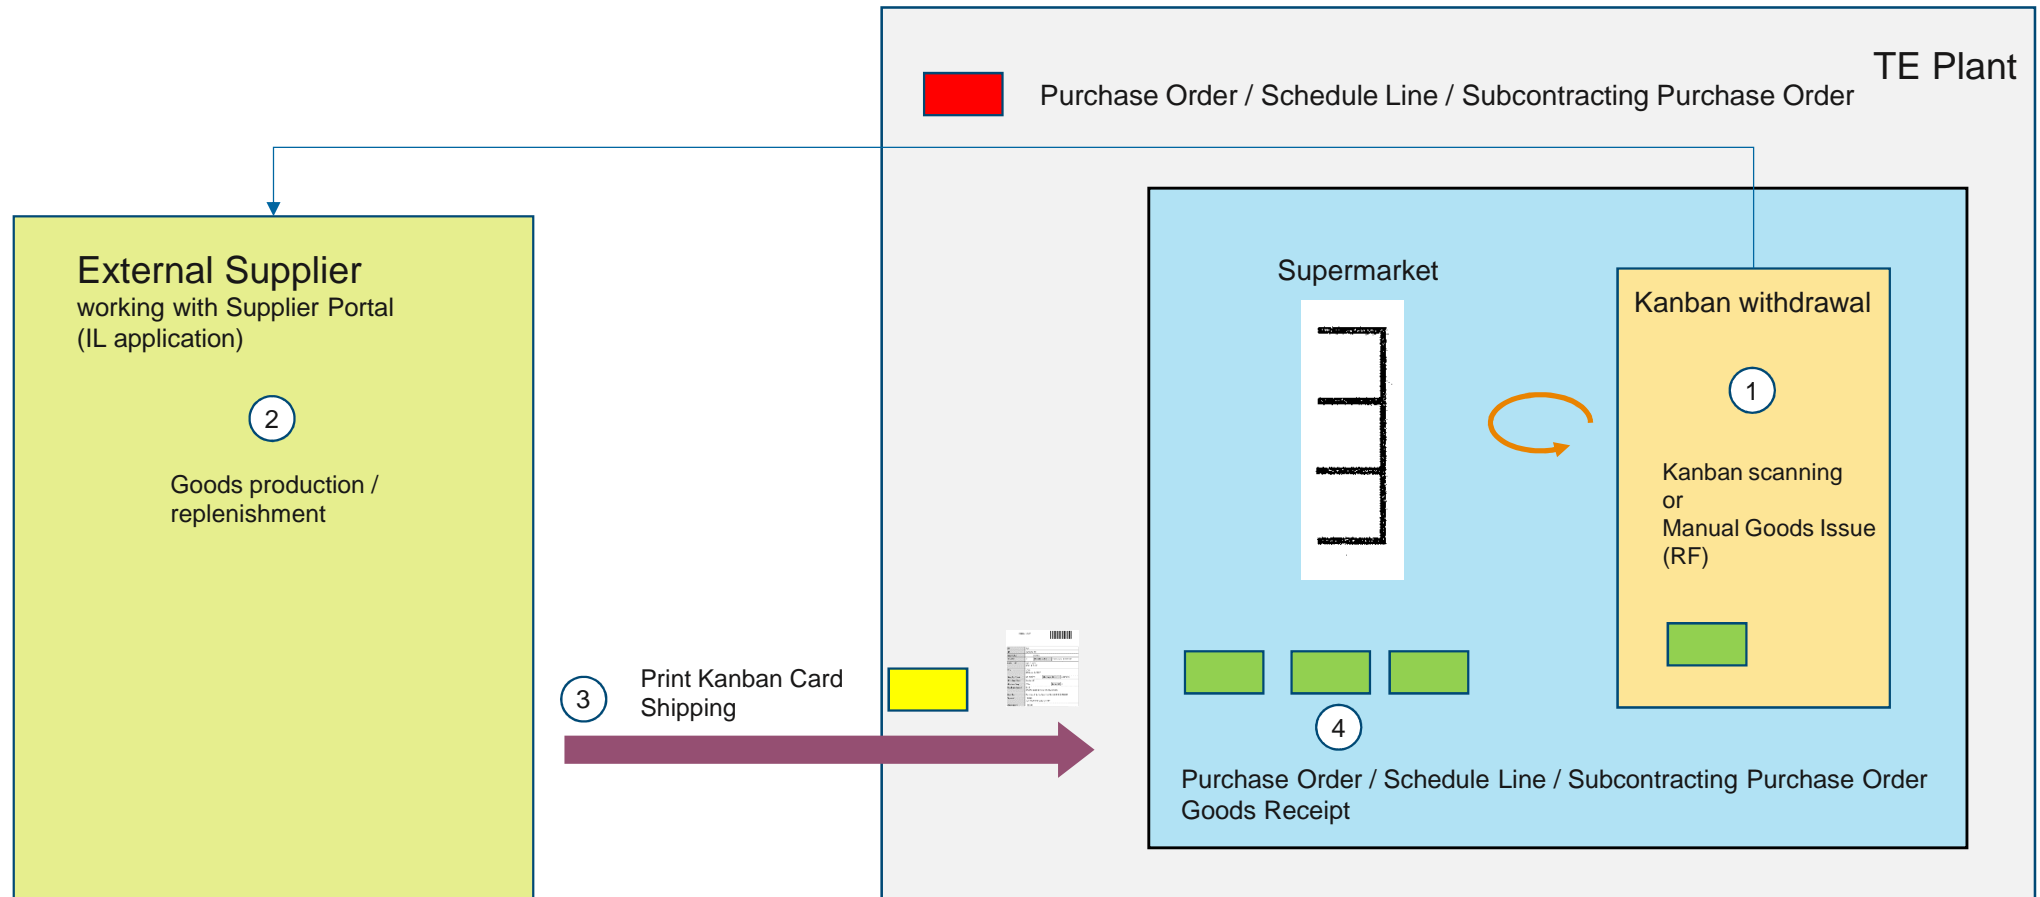 TE Plant
Purchase Order / Schedule Line / Subcontracting Purchase Order
External Supplier
working with Supplier Portal
(IL application)
2
Goods production /
replenishment
Supermarket
Kanban withdrawal
1
Kanban scanning
or
Manual Goods Issue
(RF)
3
Print Kanban Card
Shipping
4
Purchase Order / Schedule Line / Subcontracting Purchase Order
Goods Receipt